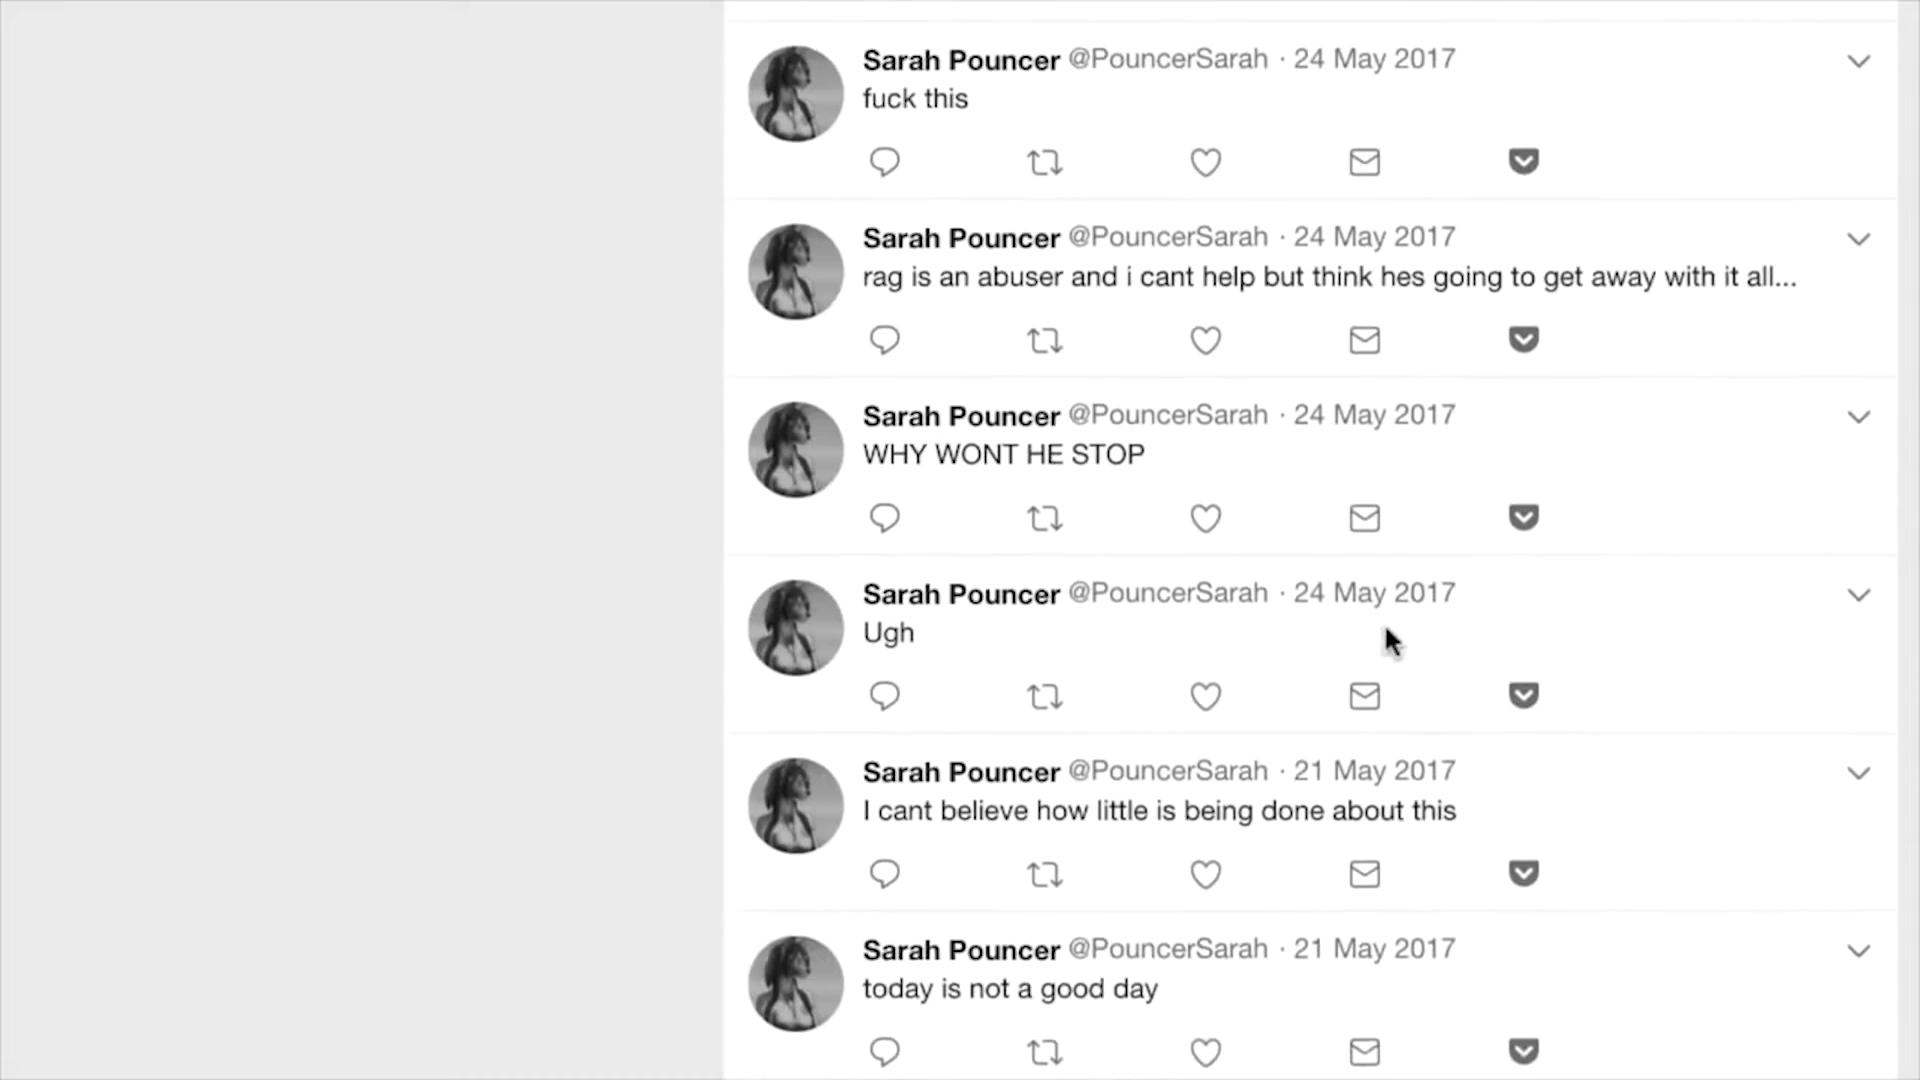 Sarah Pouncer @PouncerSarah · 24 May 2017
fuck this
Sarah Pouncer @PouncerSarah · 24 May 2017
rag is an abuser and i cant help but think hes going to get away with it all...
Sarah Pouncer @PouncerSarah · 24 May 2017
WHY WONT HE STOP
Sarah Pouncer @PouncerSarah · 24 May 2017
Ugh
Sarah Pouncer @PouncerSarah · 21 May 2017
I cant believe how little is being done about this
Sarah Pouncer @PouncerSarah · 21 May 2017
today is not a good day